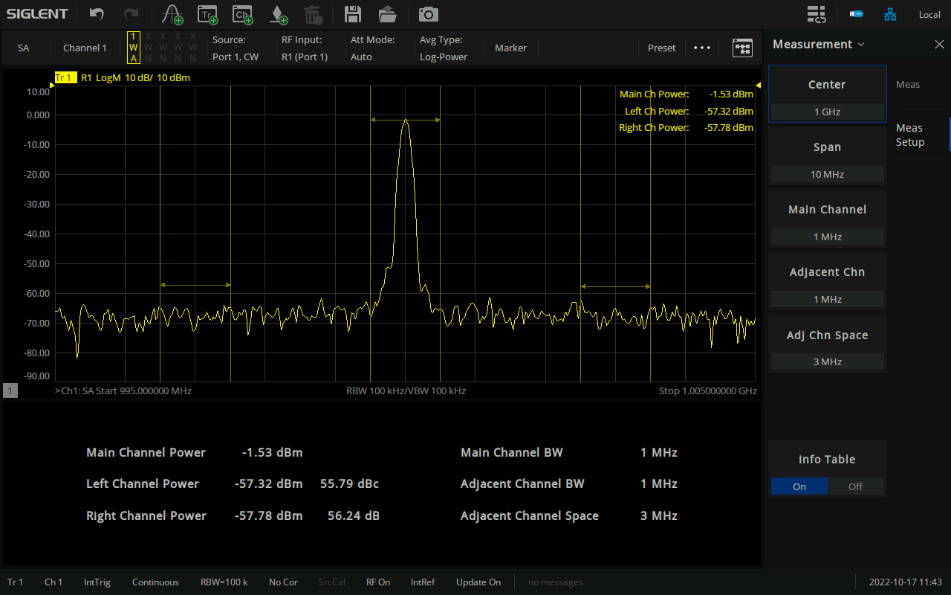 SIGLENT
Tr
Ch
Local
SA
Channel 1
1 X X X X
W W W W W
A N N N N
Source:
Port 1, CW
RF Input:
R1 (Port 1)
Att Mode:
Auto
Avg Type:
Log-Power
Marker
Preset
Measurement
Tr 1 R1 LogM 10 dB/ 10 dBm
10.00
0.000
-10.00
-20.00
-30.00
-40.00
-50.00
-60.00
-70.00
-80.00
-90.00
Main Ch Power: -1.53 dBm
Left Ch Power: -57.32 dBm
Right Ch Power: -57.78 dBm
1
>Ch1: SA Start 995.000000 MHz
RBW 100 kHz/VBW 100 kHz
Stop 1.005000000 GHz
Main Channel Power -1.53 dBm
Left Channel Power -57.32 dBm 55.79 dBc
Right Channel Power -57.78 dBm 56.24 dB
Main Channel BW 1 MHz
Adjacent Channel BW 1 MHz
Adjacent Channel Space 3 MHz
Center
1 GHz
Span
10 MHz
Main Channel
1 MHz
Adjacent Chn
1 MHz
Adj Chn Space
3 MHz
Info Table
On Off
Meas
Meas
Setup
Tr 1 Ch 1 IntTrig Continuous RBW=100 k No Cor SrcCal RF On IntRef Update On no messages 2022-10-17 11:43